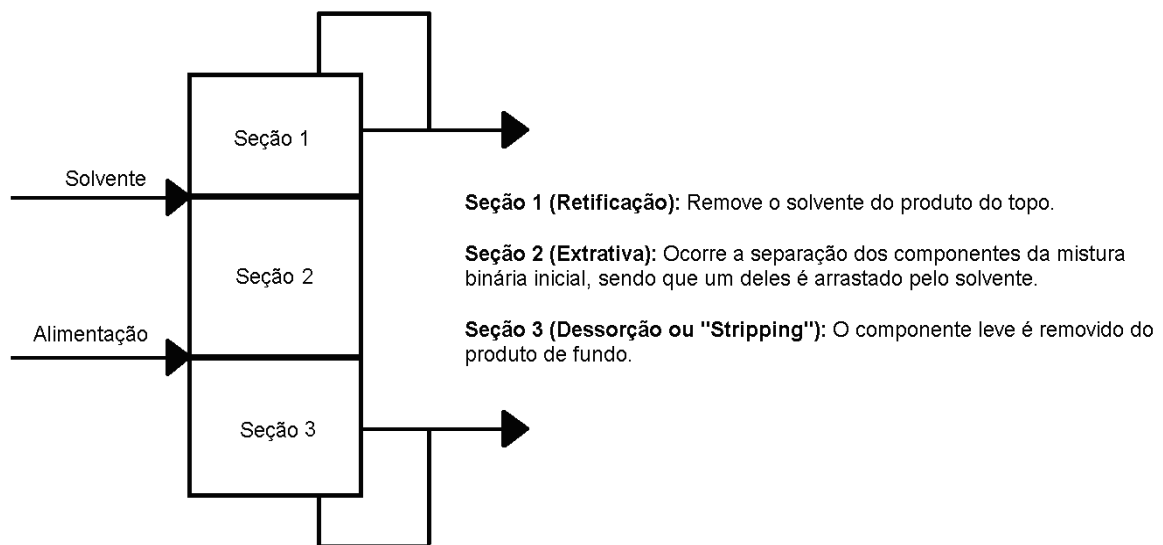 Seção 1
Solvente
Seção 2
Alimentação
Seção 3
Seção 1 (Retificação): Remove o solvente do produto do topo.
Seção 2 (Extrativa): Ocorre a separação dos componentes da mistura
binária inicial, sendo que um deles é arrastado pelo solvente.
Seção 3 (Dessorção ou "Stripping"): O componente leve é removido do
produto de fundo.